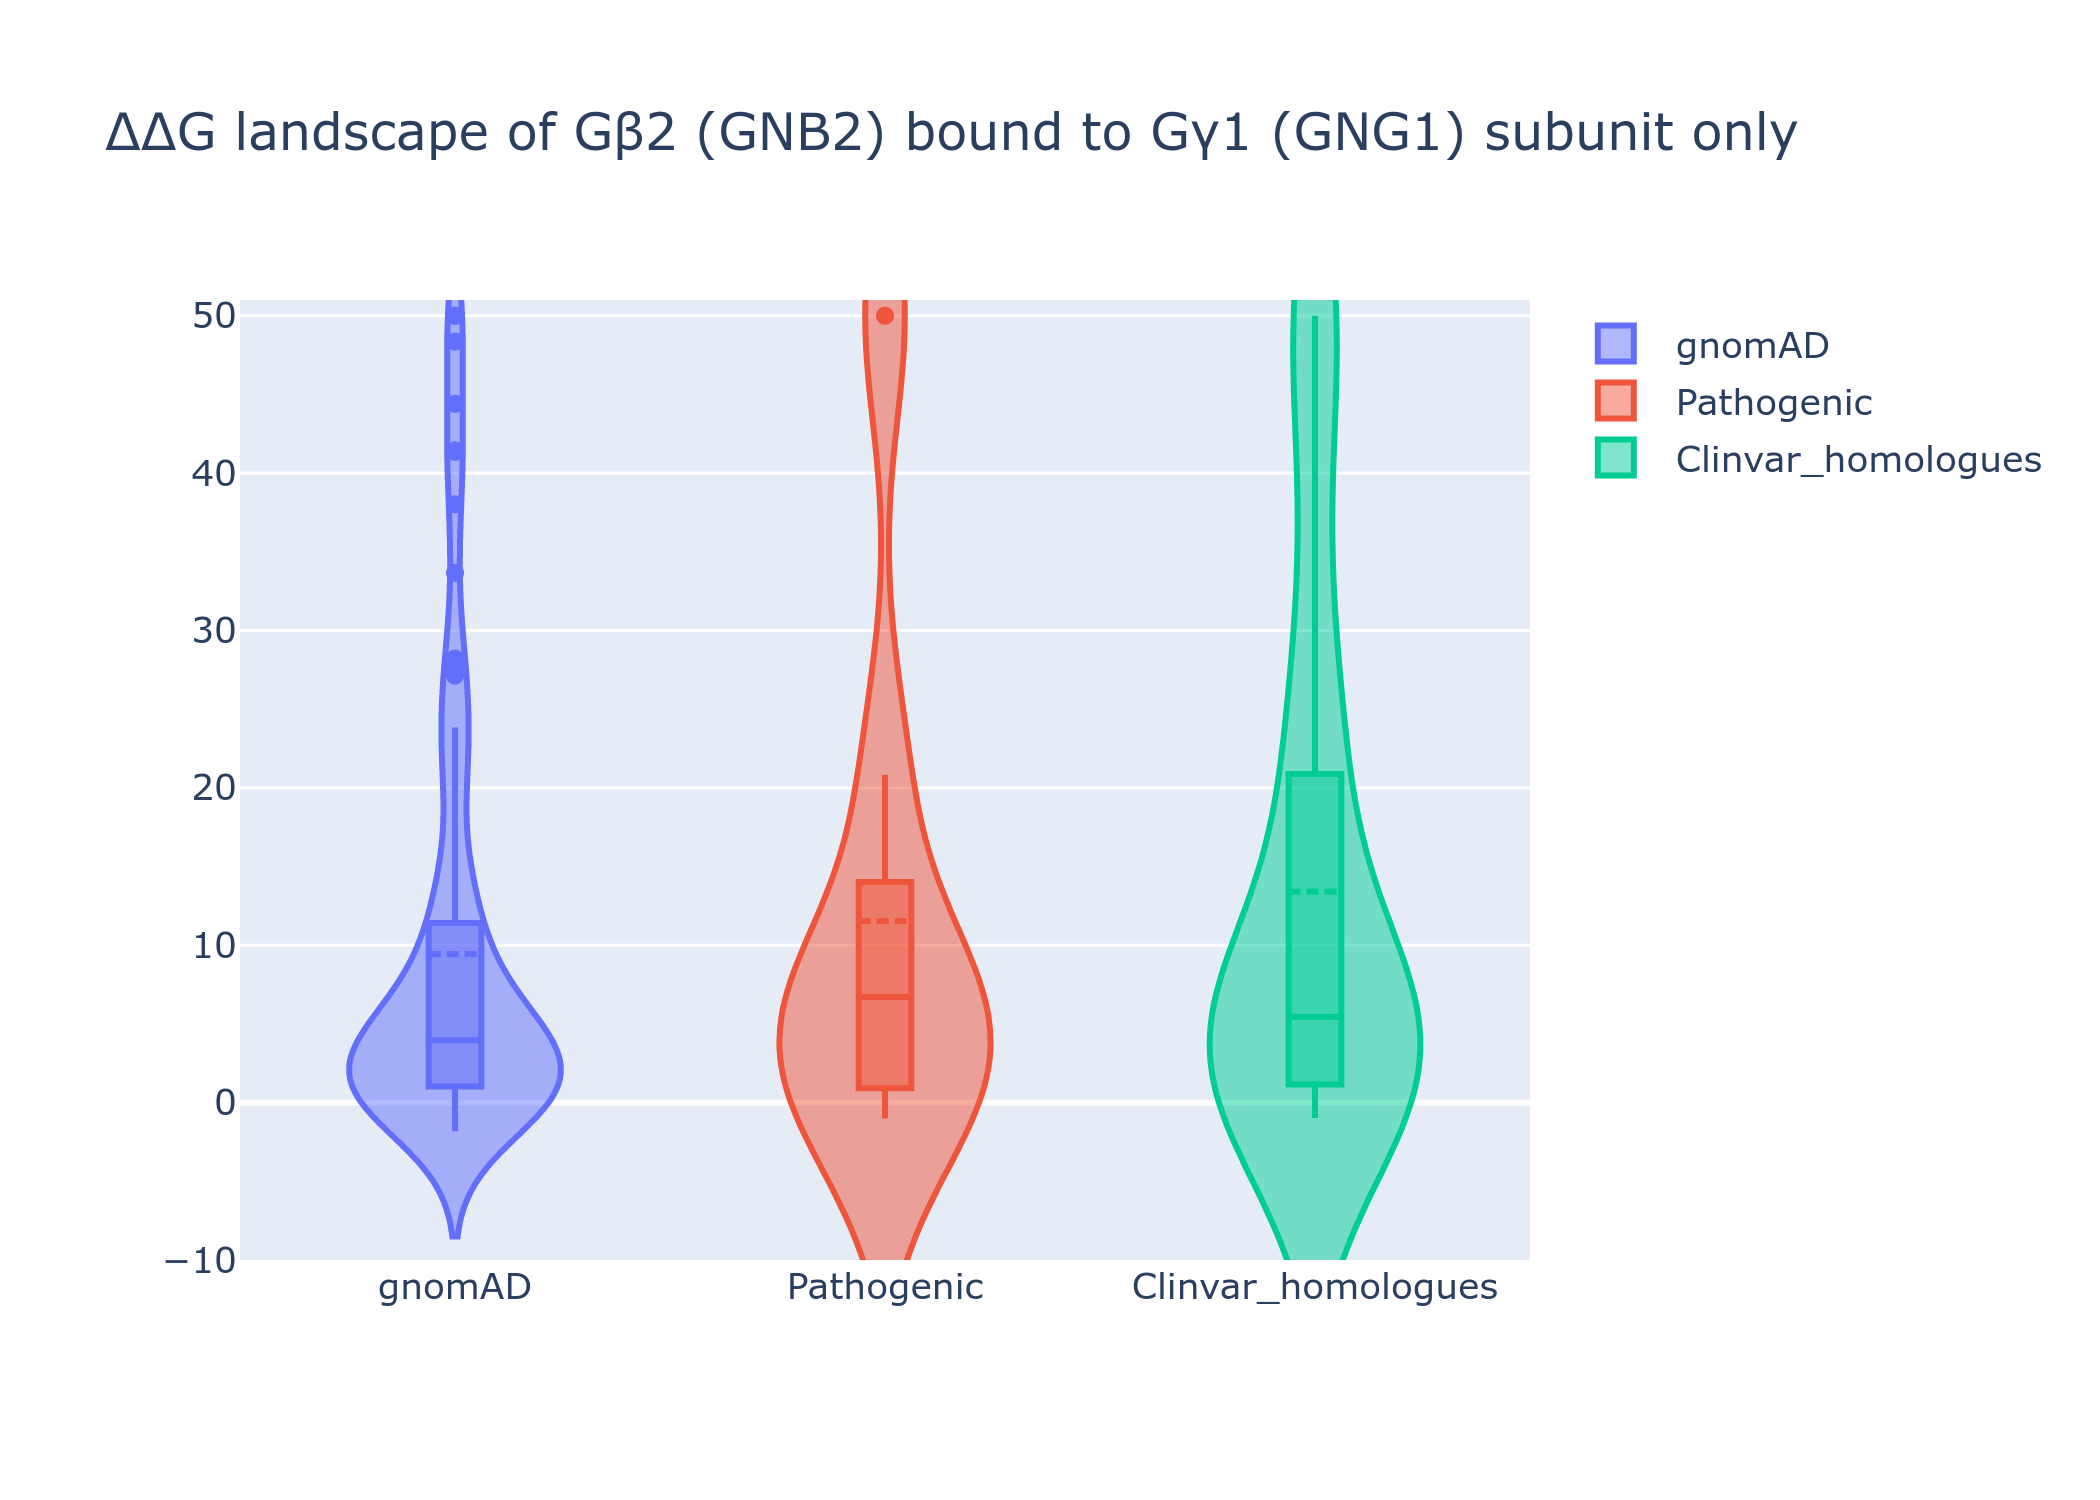 ΔΔG landscape of Gβ2 (GNB2) bound to Gγ1 (GNG1) subunit only
50
40
30
20
10
0
−10
gnomAD
Pathogenic
Clinvar_homologues
gnomAD
Pathogenic
Clinvar_homologues